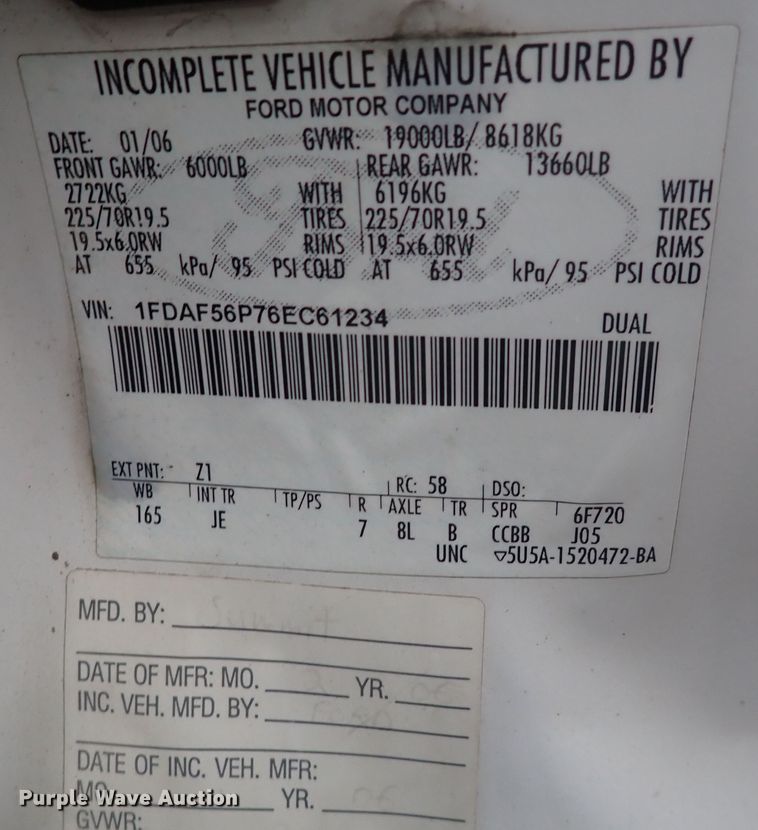 INCOMPLETE VEHICLE MANUFACTURED BY
FORD MOTOR COMPANY
DATE: 01/06 GVWR: 19000LB/ 8618KG
FRONT GAWR: 6000LB REAR GAWR: 13660LB
2722KG WITH 6196KG WITH
225/70R19.5 TIRES 225/70R19.5 TIRES
19.5x6.0RW RIMS 19.5x6.0RW RIMS
AT 655 kPa/ 95 PSI COLD AT 655 kPa/ 95 PSI COLD
VIN: 1FDAF56P76EC61234 DUAL
EXT PNT: Z1 RC: 58 DSO:
WB INT TR TP/PS R AXLE TR SPR 6F720
165 JE 7 8L B CCBB J05
UNC 5U5A-1520472-BA
MFD. BY:
DATE OF MFR: MO. YR.
INC. VEH. MFD. BY:
DATE OF INC. VEH. MFR:
MO. YR.
GVWR:
Purple Wave Auction